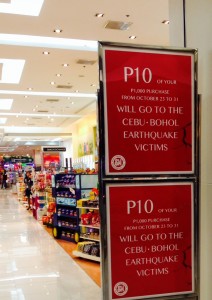 P10 OF YOUR
P1,000 PURCHASE
FROM OCTOBER 23 TO 31
WILL GO TO THE
CEBU-BOHOL
EARTHQUAKE
VICTIMS
P10 OF YOUR
P1,000 PURCHASE
FROM OCTOBER 23 TO 31
WILL GO TO THE
CEBU-BOHOL
EARTHQUAKE
VICTIMS